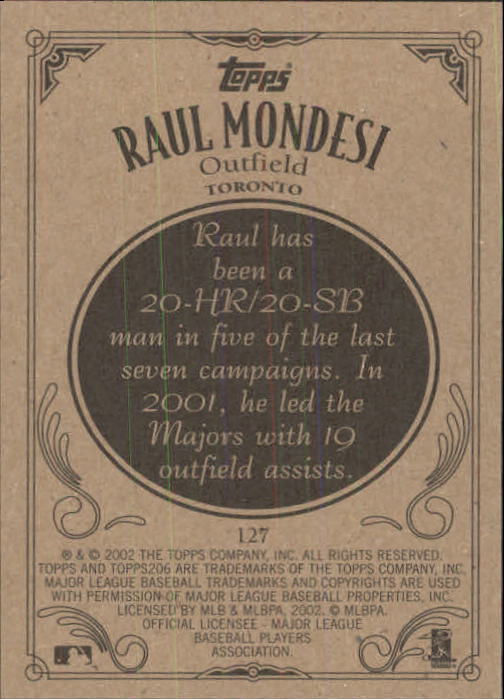 Topps
RAUL MONDESI
Outfield
TORONTO
Raul has
been a
20-HR/20-SB
man in five of the last
seven campaigns. In
2001, he led the
Majors with 19
outfield assists.
127
® & © 2002 THE TOPPS COMPANY, INC. ALL RIGHTS RESERVED.
TOPPS AND TOPPS206 ARE TRADEMARKS OF THE TOPPS COMPANY, INC.
MAJOR LEAGUE BASEBALL TRADEMARKS AND COPYRIGHTS ARE USED
WITH PERMISSION OF MAJOR LEAGUE BASEBALL PROPERTIES, INC.
LICENSED BY MLB & MLBPA, 2002. © MLBPA.
OFFICIAL LICENSEE - MAJOR LEAGUE
BASEBALL PLAYERS
ASSOCIATION.